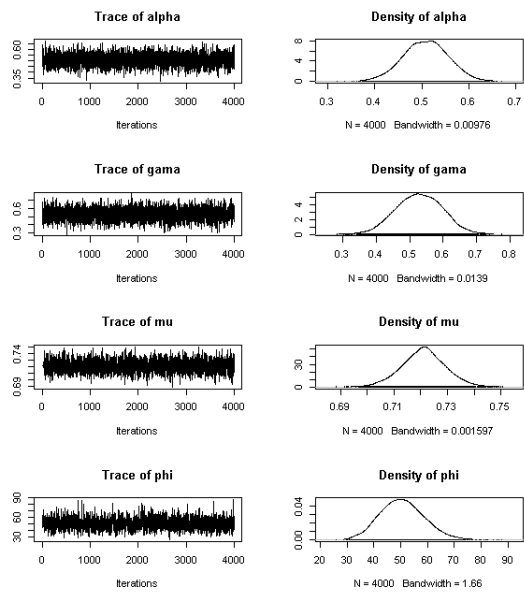 Trace of alpha
0.60
0.35
0 1000 2000 3000 4000
Iterations
Density of alpha
8
4
0
0.3 0.4 0.5 0.6 0.7
N = 4000 Bandwidth = 0.00976
Trace of gama
0.6
0.3
0 1000 2000 3000 4000
Iterations
Density of gama
4
2
0
0.3 0.4 0.5 0.6 0.7 0.8
N = 4000 Bandwidth = 0.0139
Trace of mu
0.74
0.69
0 1000 2000 3000 4000
Iterations
Density of mu
30
0
0.69 0.71 0.73 0.75
N = 4000 Bandwidth = 0.001597
Trace of phi
90
60
30
0 1000 2000 3000 4000
Iterations
Density of phi
0.04
0.00
20 30 40 50 60 70 80 90
N = 4000 Bandwidth = 1.66